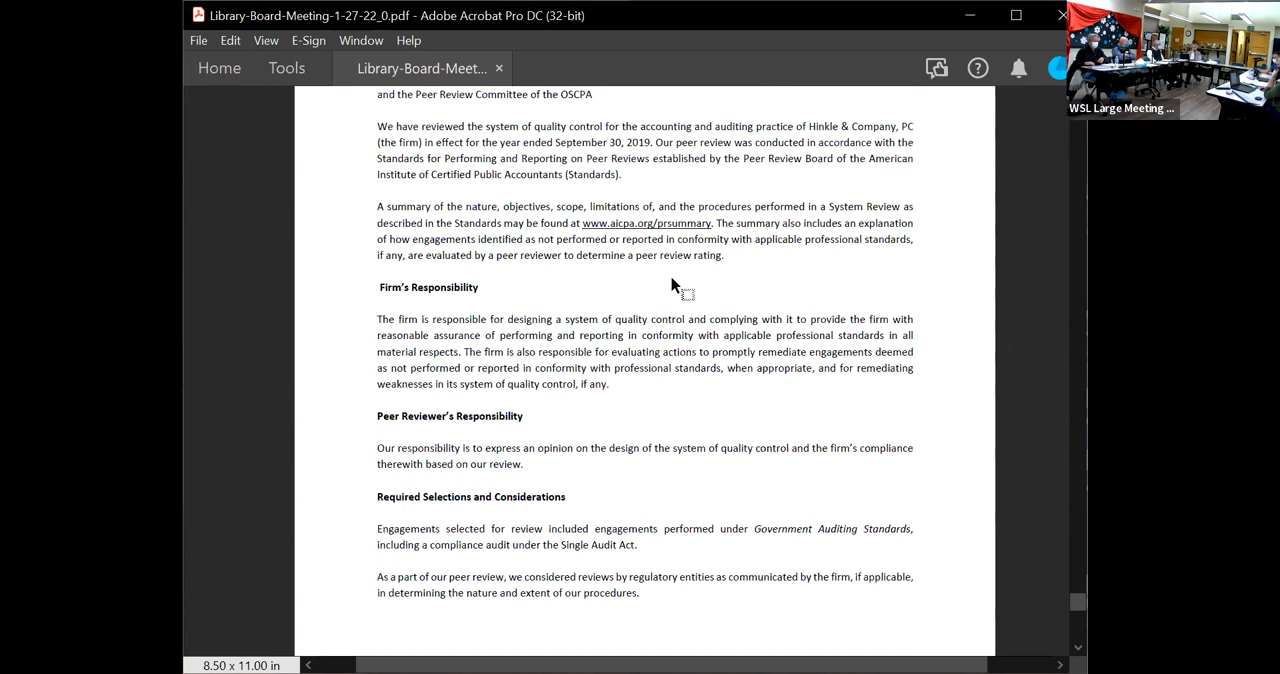 Library-Board-Meeting-1-27-22_0.pdf - Adobe Acrobat Pro DC (32-bit)
File Edit View E-Sign Window Help
Home Tools Library-Board-Meet... ×
WSL Large Meeting ...
and the Peer Review Committee of the OSCPA
We have reviewed the system of quality control for the accounting and auditing practice of Hinkle & Company, PC
(the firm) in effect for the year ended September 30, 2019. Our peer review was conducted in accordance with the
Standards for Performing and Reporting on Peer Reviews established by the Peer Review Board of the American
Institute of Certified Public Accountants (Standards).
A summary of the nature, objectives, scope, limitations of, and the procedures performed in a System Review as
described in the Standards may be found at www.aicpa.org/prsummary. The summary also includes an explanation
of how engagements identified as not performed or reported in conformity with applicable professional standards,
if any, are evaluated by a peer reviewer to determine a peer review rating.
Firm's Responsibility
The firm is responsible for designing a system of quality control and complying with it to provide the firm with
reasonable assurance of performing and reporting in conformity with applicable professional standards in all
material respects. The firm is also responsible for evaluating actions to promptly remediate engagements deemed
as not performed or reported in conformity with professional standards, when appropriate, and for remediating
weaknesses in its system of quality control, if any.
Peer Reviewer's Responsibility
Our responsibility is to express an opinion on the design of the system of quality control and the firm's compliance
therewith based on our review.
Required Selections and Considerations
Engagements selected for review included engagements performed under Government Auditing Standards,
including a compliance audit under the Single Audit Act.
As a part of our peer review, we considered reviews by regulatory entities as communicated by the firm, if applicable,
in determining the nature and extent of our procedures.
8.50 x 11.00 in